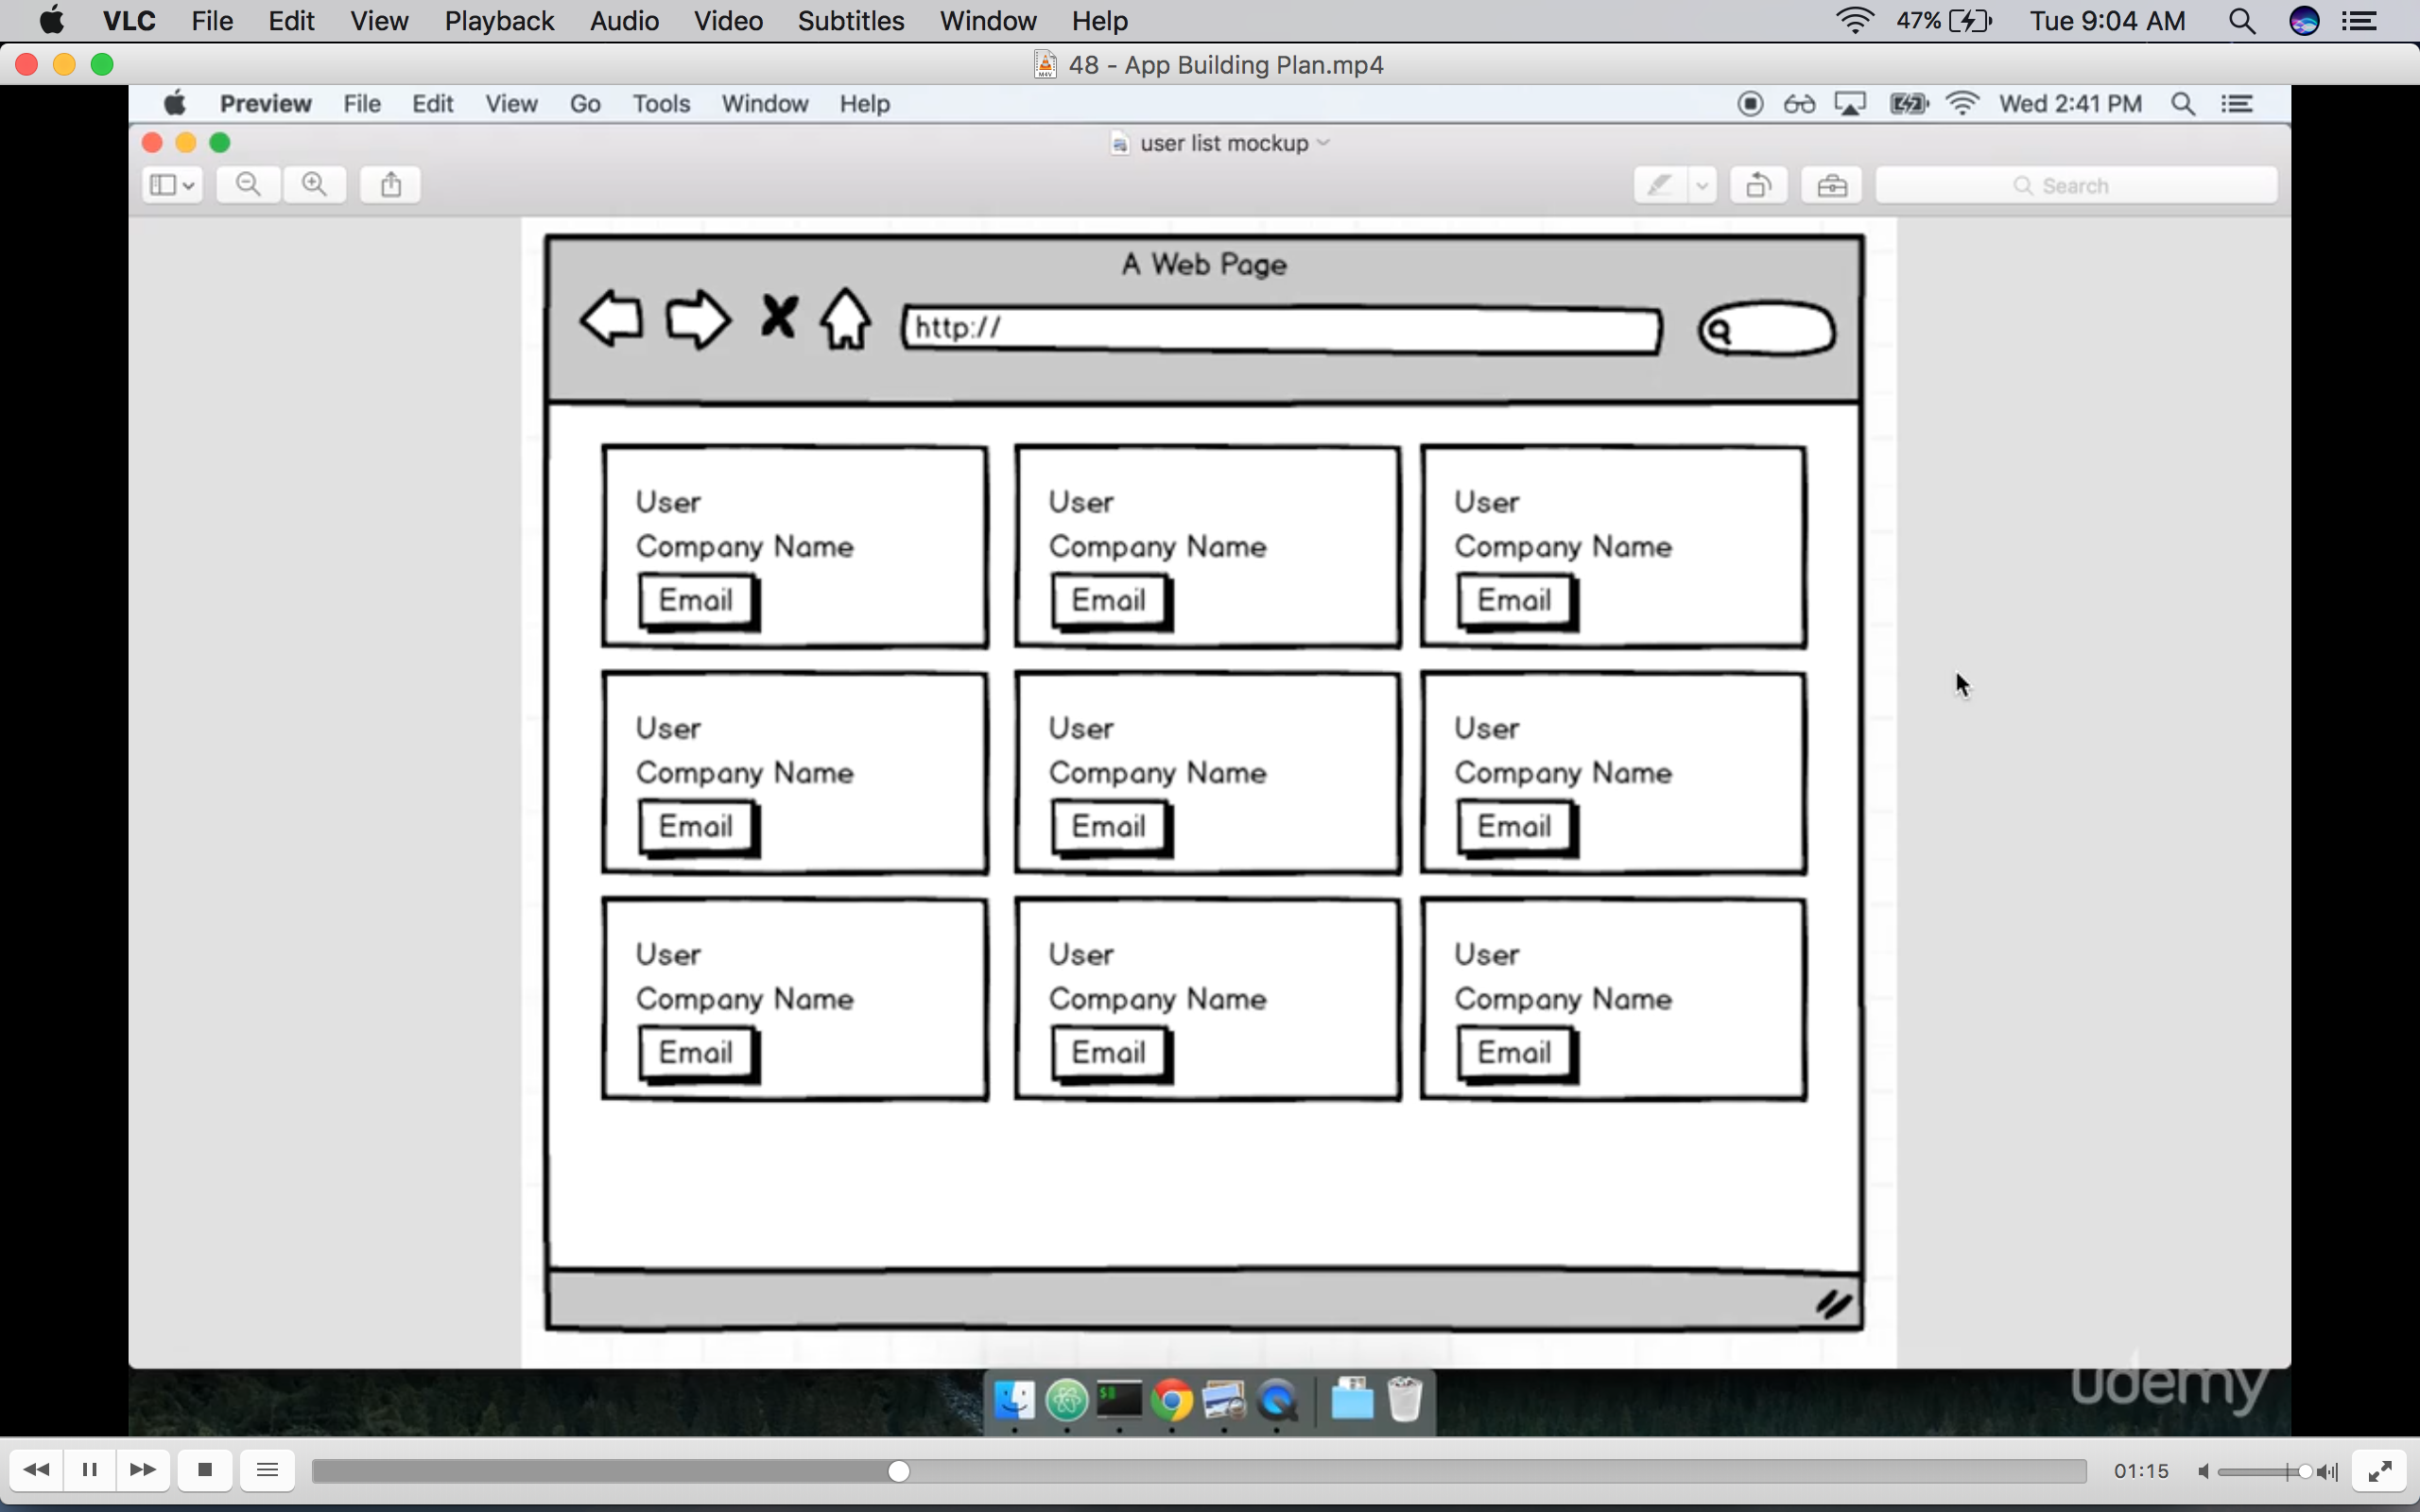 VLC File Edit View Playback Audio Video Subtitles Window Help 47% Tue 9:04 AM
48 - App Building Plan.mp4
Preview File Edit View Go Tools Window Help Wed 2:41 PM
user list mockup
Search
A Web Page
http://
User User User
Company Name Company Name Company Name
Email Email Email
User User User
Company Name Company Name Company Name
Email Email Email
User User User
Company Name Company Name Company Name
Email Email Email
udemy
01:15